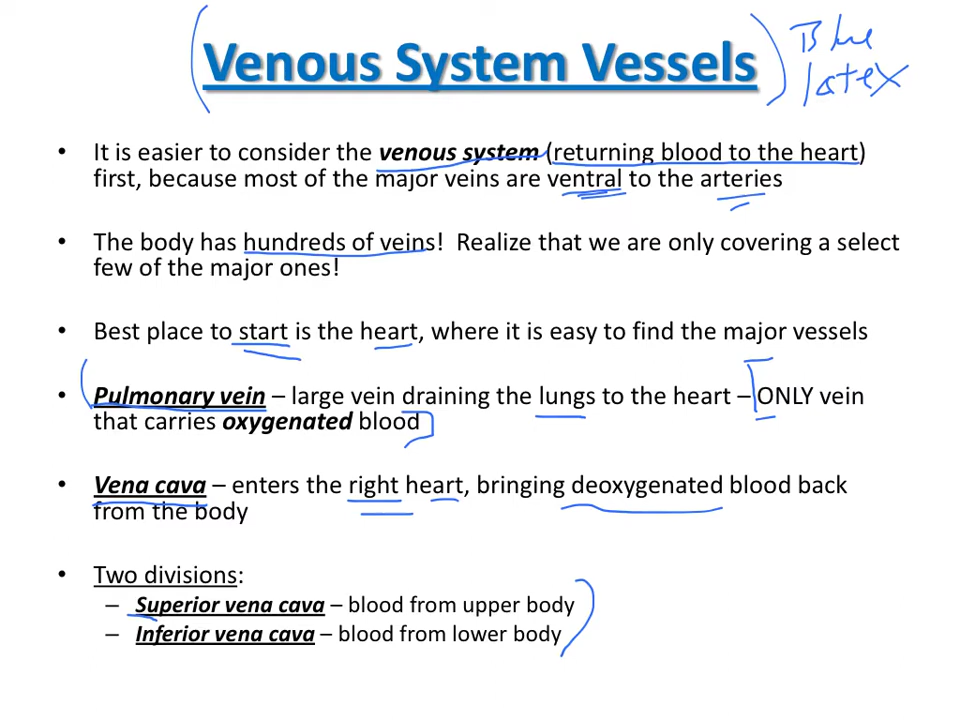 Venous System Vessels
Blue
latex
• It is easier to consider the venous system (returning blood to the heart)
first, because most of the major veins are ventral to the arteries
• The body has hundreds of veins! Realize that we are only covering a select
few of the major ones!
• Best place to start is the heart, where it is easy to find the major vessels
• Pulmonary vein – large vein draining the lungs to the heart – ONLY vein
that carries oxygenated blood
• Vena cava – enters the right heart, bringing deoxygenated blood back
from the body
• Two divisions:
– Superior vena cava – blood from upper body
– Inferior vena cava – blood from lower body